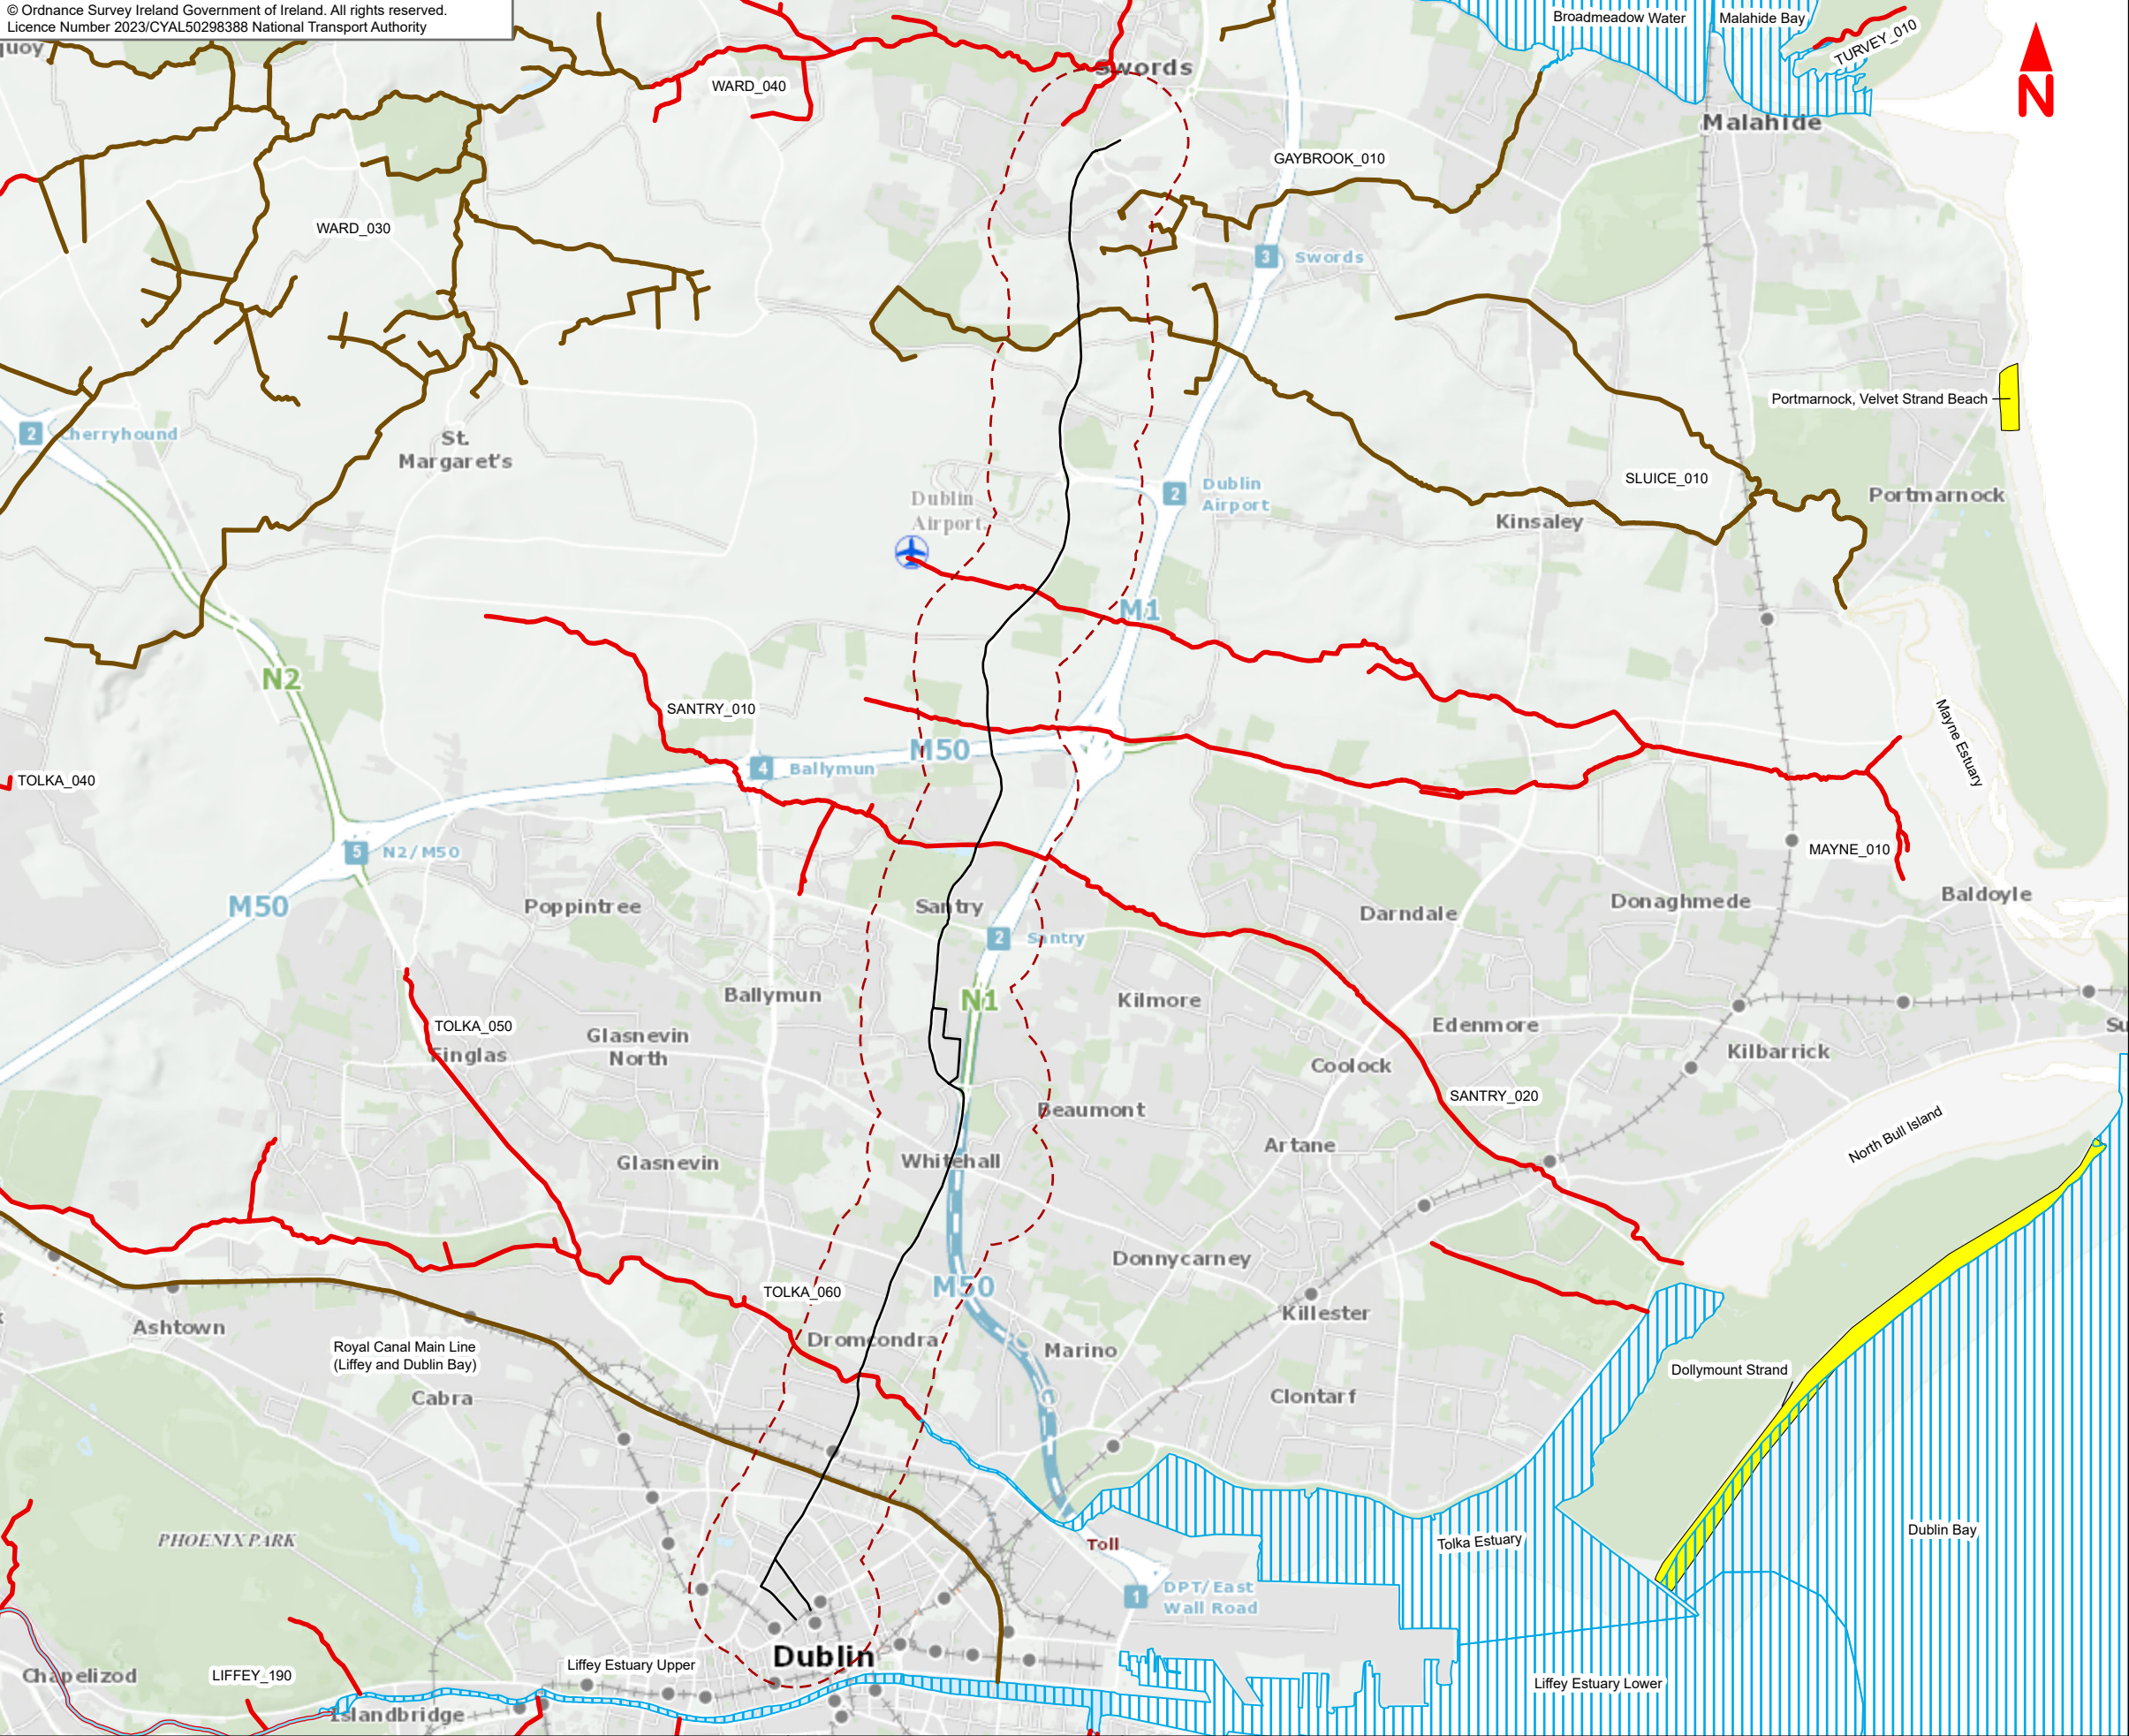 © Ordnance Survey Ireland Government of Ireland. All rights reserved.
Licence Number 2023/CYAL50298388 National Transport Authority
quoy
Broadmeadow Water
Malahide Bay
TURVEY_010
N
Swords
WARD_040
Malahide
GAYBROOK_010
WARD_030
3 Swords
Portmarnock, Velvet Strand Beach
2 Cherryhound
St.
Margaret's
SLUICE_010
Portmarnock
Dublin
Airport
2 Dublin
Airport
Kinsaley
M1
N2
SANTRY_010
Mayne Estuary
M50
4 Ballymun
TOLKA_040
5 N2/M50
MAYNE_010
M50
Poppintree
Santry
Darndale
Donaghmede
Baldoyle
2 Santry
Ballymun
N1
Kilmore
TOLKA_050
Finglas
Glasnevin
North
Edenmore
Su
Coolock
Kilbarrick
Beaumont
SANTRY_020
North Bull Island
Artane
Glasnevin
Whitehall
Donnycarney
M50
TOLKA_060
Killester
Ashtown
Dromcondra
Marino
Royal Canal Main Line
(Liffey and Dublin Bay)
Dollymount Strand
Cabra
Clontarf
PHOENIX PARK
Toll
Tolka Estuary
Dublin Bay
1 DPT/East
Wall Road
Dublin
Chapelizod
LIFFEY_190
Liffey Estuary Upper
Liffey Estuary Lower
Islandbridge